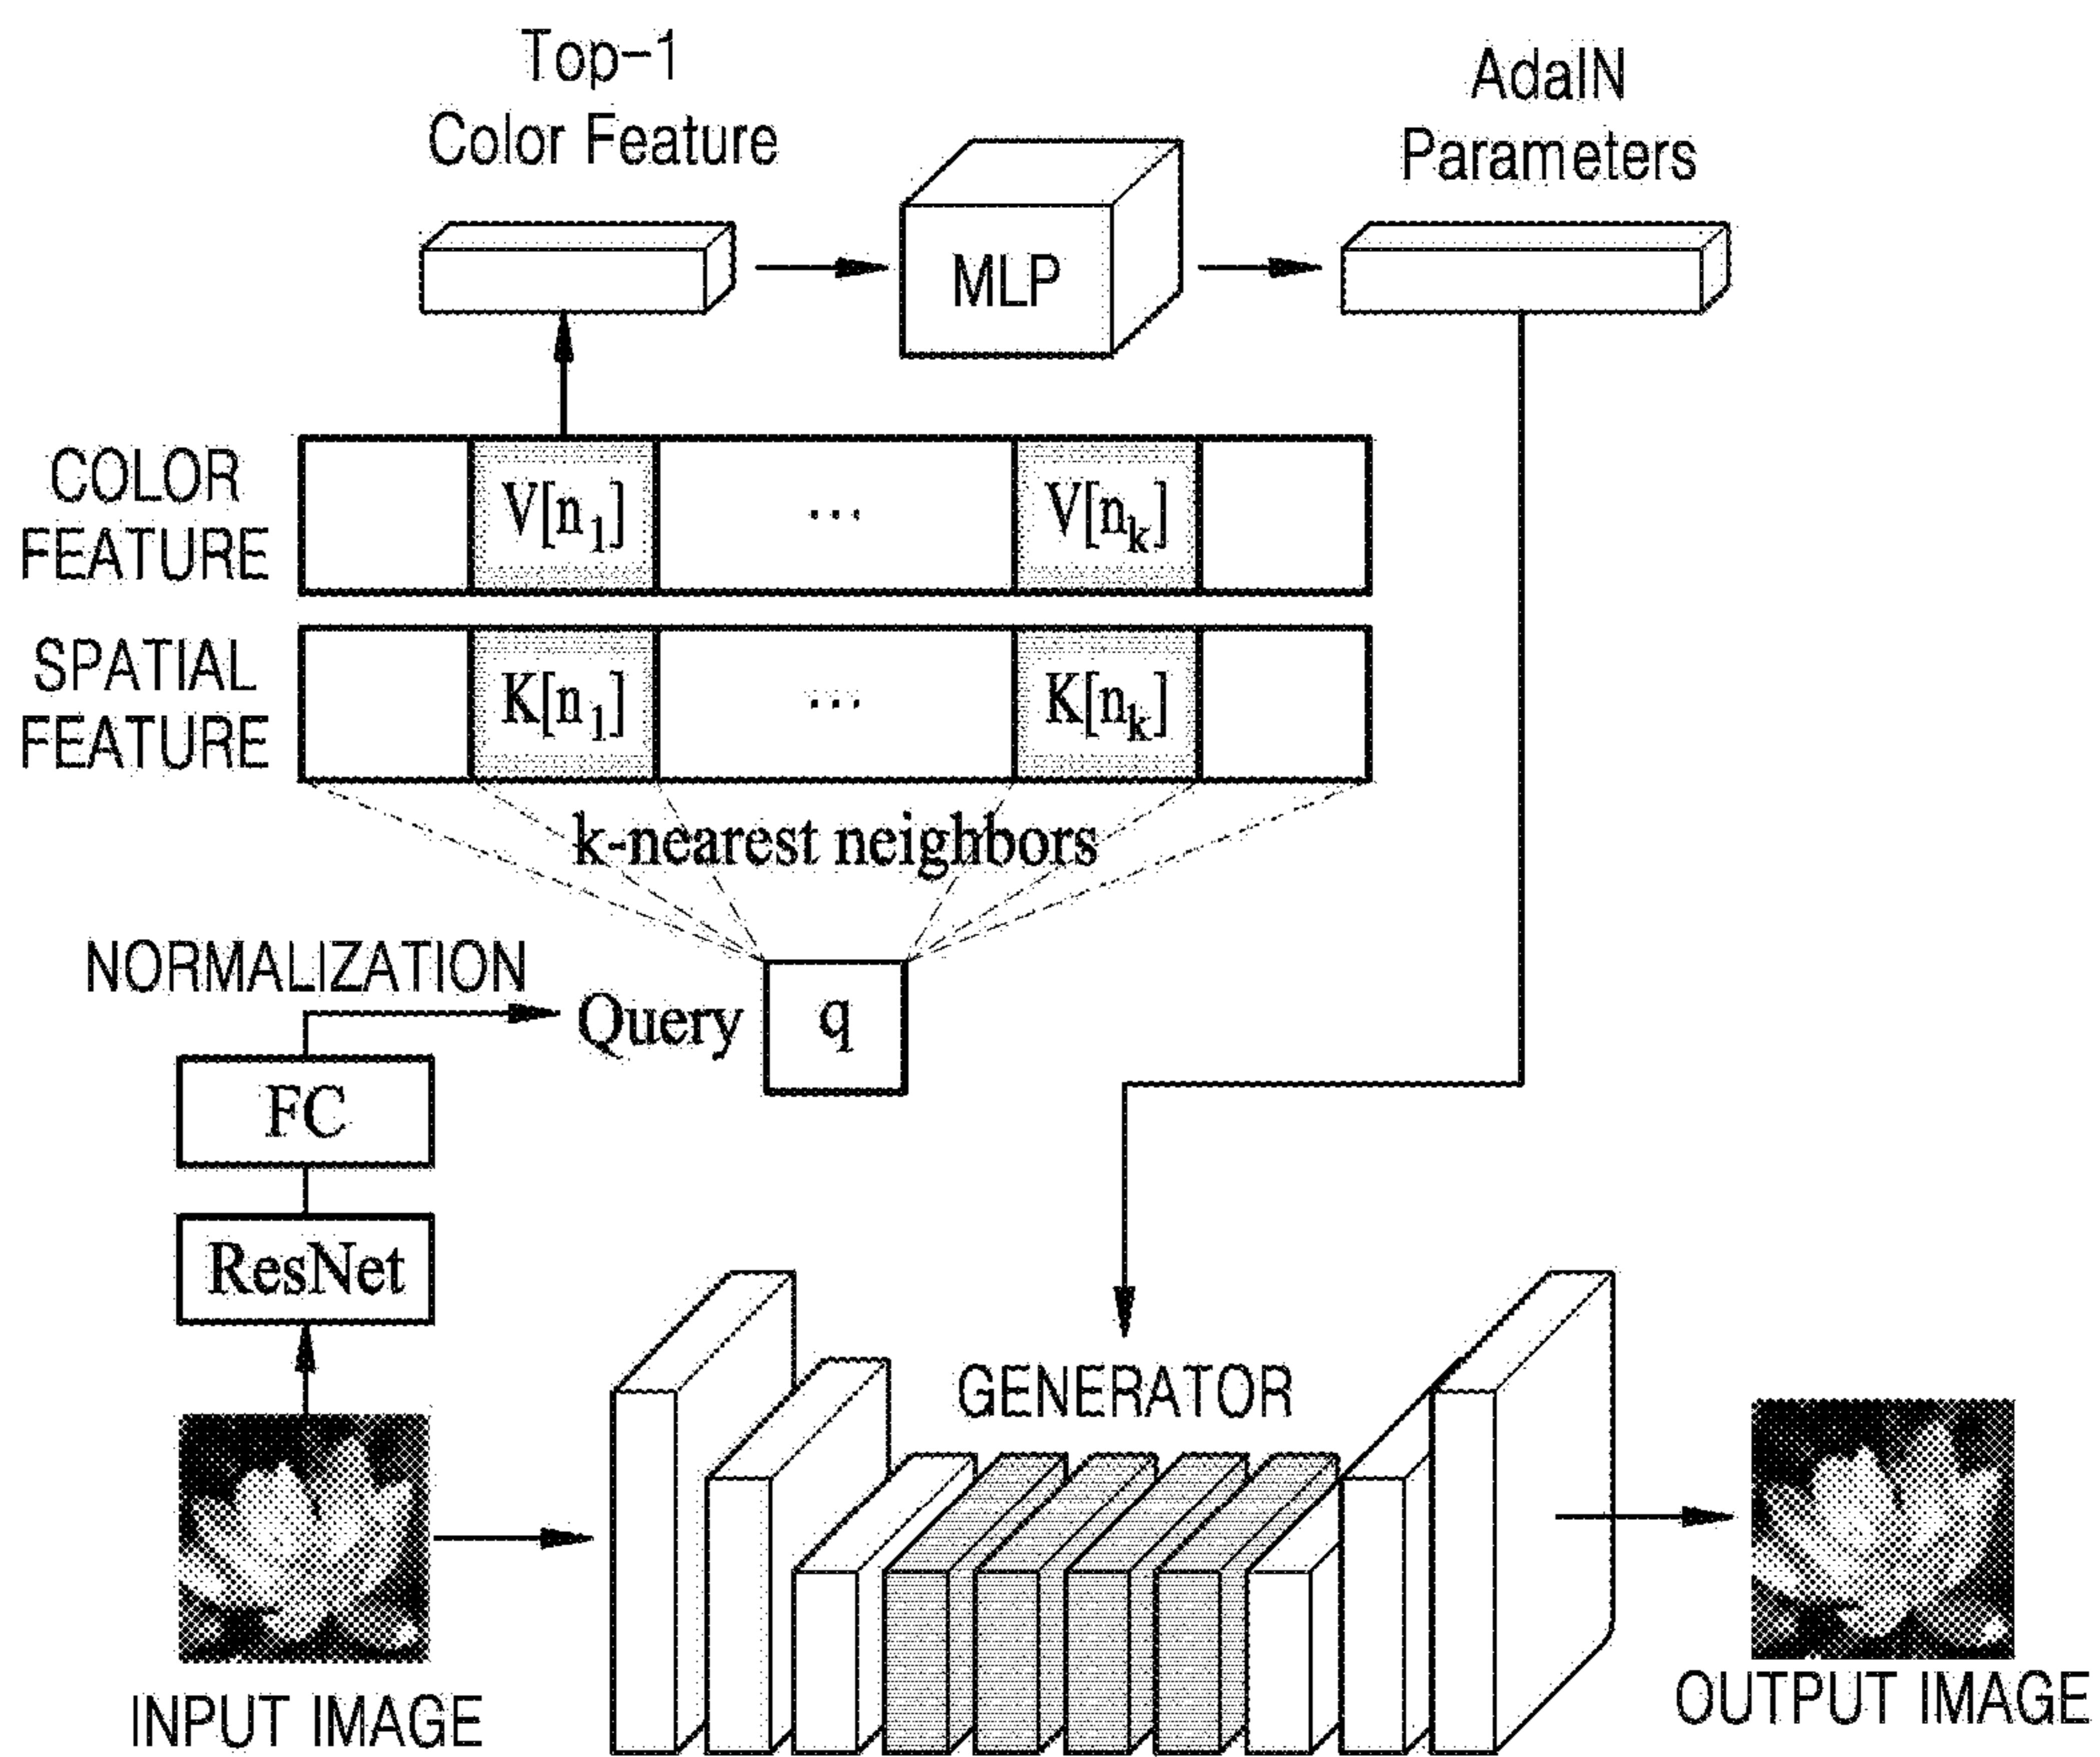 Top-1
Color Feature
AdaIN
Parameters
MLP
COLOR
FEATURE
V[n1]
...
V[nk]
SPATIAL
FEATURE
K[n1]
...
K[nk]
k-nearest neighbors
NORMALIZATION
Query
q
FC
ResNet
GENERATOR
INPUT IMAGE
OUTPUT IMAGE